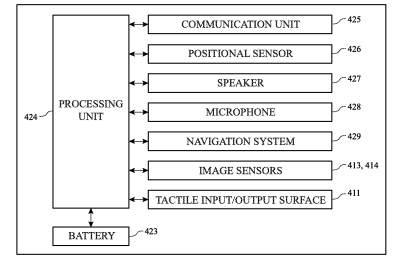 COMMUNICATION UNIT
425
POSITIONAL SENSOR
426
SPEAKER
427
PROCESSING
UNIT
424
MICROPHONE
428
NAVIGATION SYSTEM
429
IMAGE SENSORS
413, 414
TACTILE INPUT/OUTPUT SURFACE
411
BATTERY
423